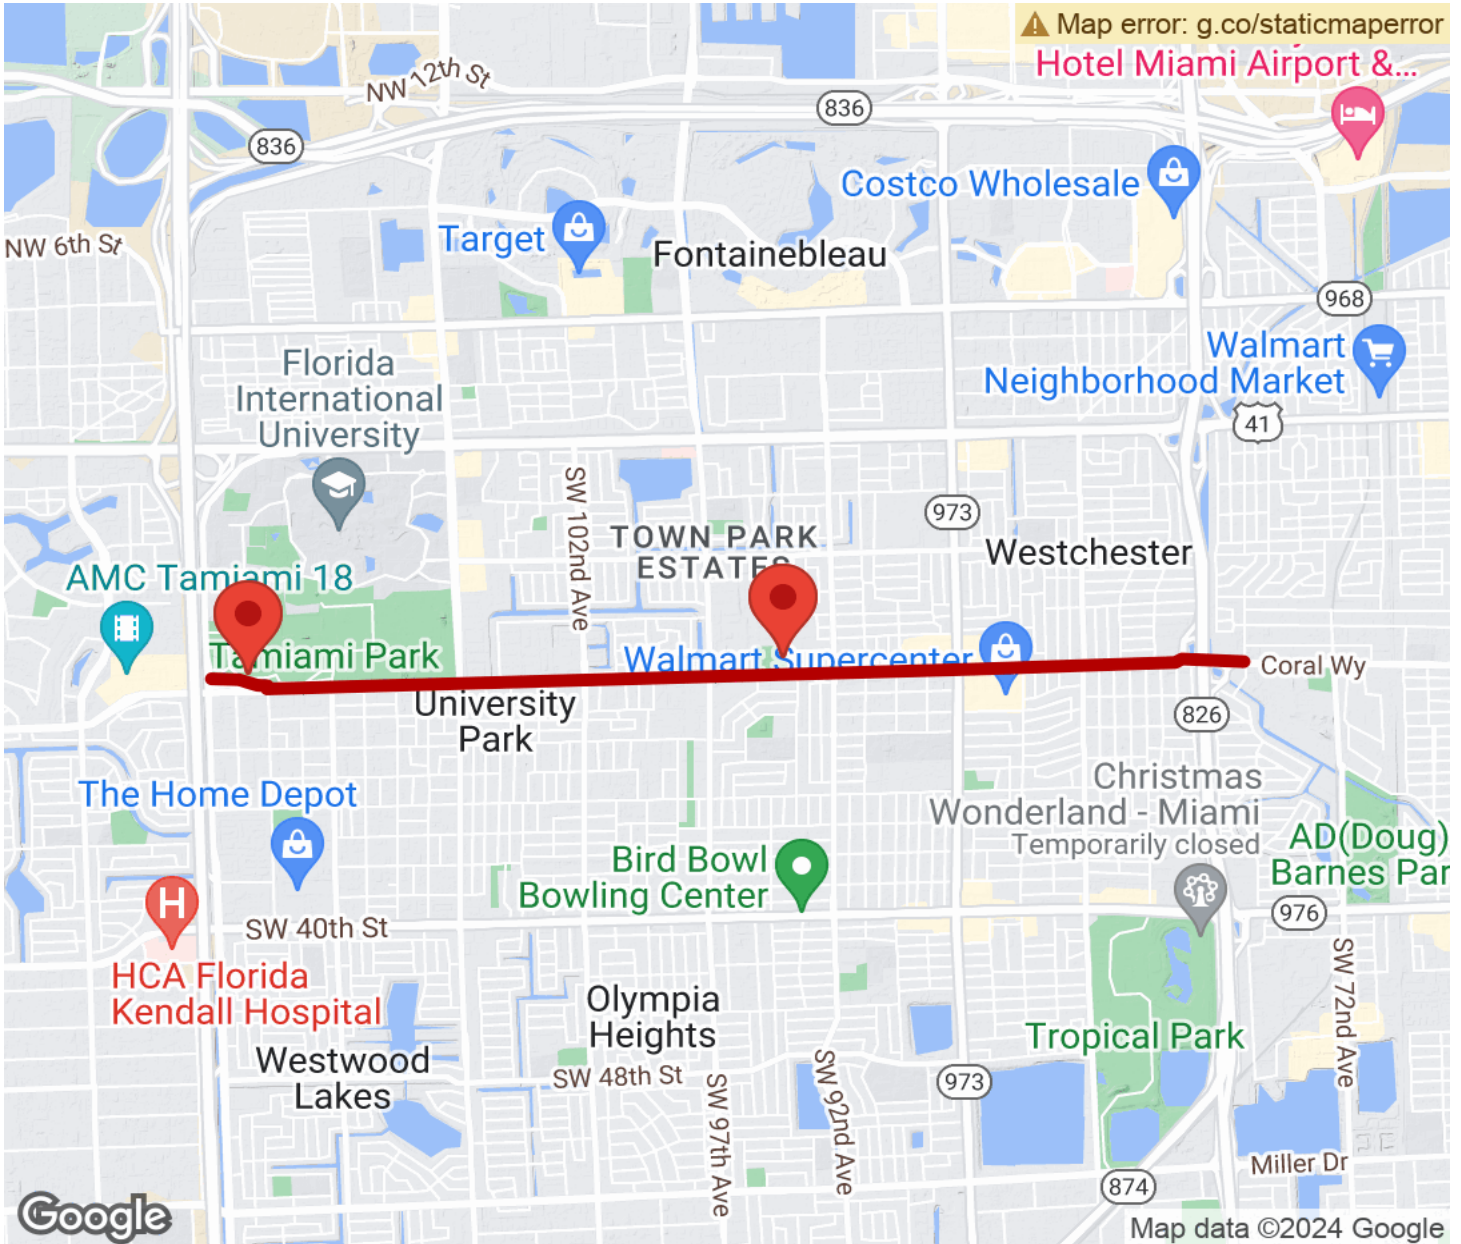 Map error: g.co/staticmaperror
Hotel Miami Airport &...
NW 12th St
836
836
Costco Wholesale
NW 6th St
Target
Fontainebleau
968
Walmart
Neighborhood Market
Florida
International
University
41
SW 102nd Ave
973
TOWN PARK
ESTATES
Westchester
AMC Tamiami 18
Tamiami Park
Walmart Supercenter
Coral Wy
University
Park
826
The Home Depot
Christmas
Wonderland - Miami
Temporarily closed
AD(Doug)
Barnes Par
Bird Bowl
Bowling Center
H
SW 40th St
976
HCA Florida
Kendall Hospital
Olympia
Heights
SW 72nd Ave
Tropical Park
Westwood
Lakes
SW 48th St
SW 97th Ave
SW 92nd Ave
973
Miller Dr
874
Google
Map data ©2024 Google